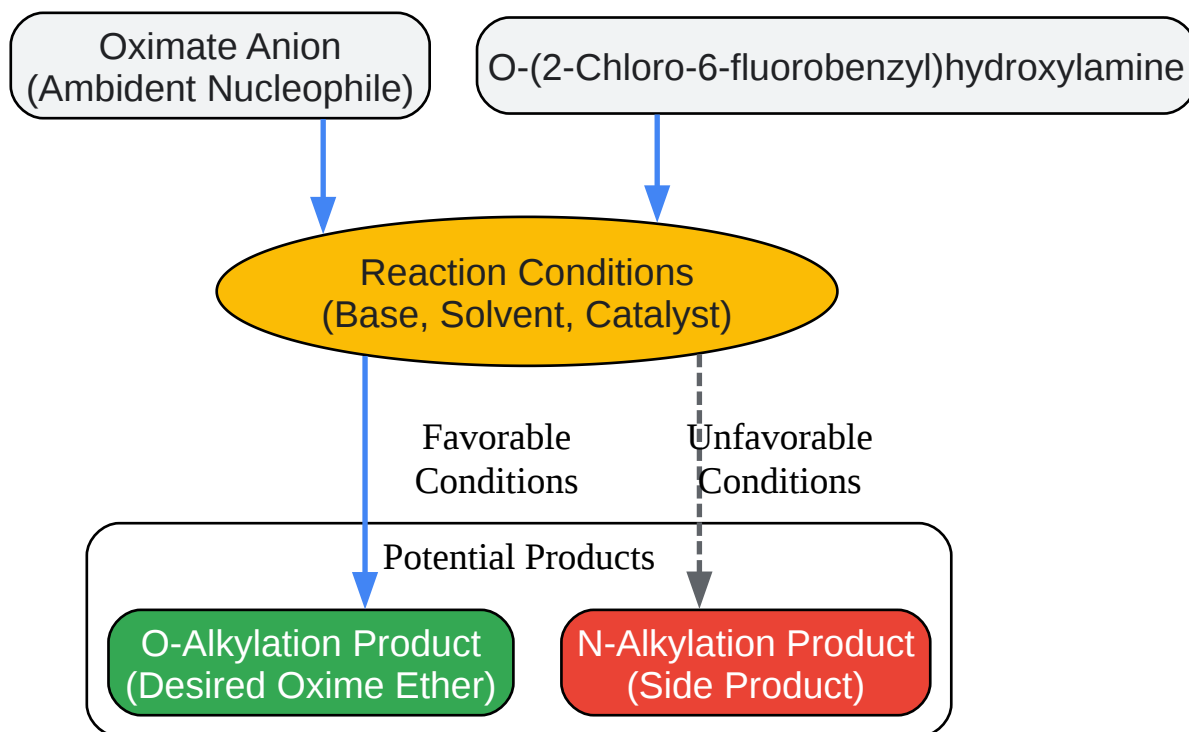 Oximate Anion
(Ambident Nucleophile)
O-(2-Chloro-6-fluorobenzyl)hydroxylamine
Reaction Conditions
(Base, Solvent, Catalyst)
Favorable
Conditions
Unfavorable
Conditions
Potential Products
O-Alkylation Product
(Desired Oxime Ether)
N-Alkylation Product
(Side Product)